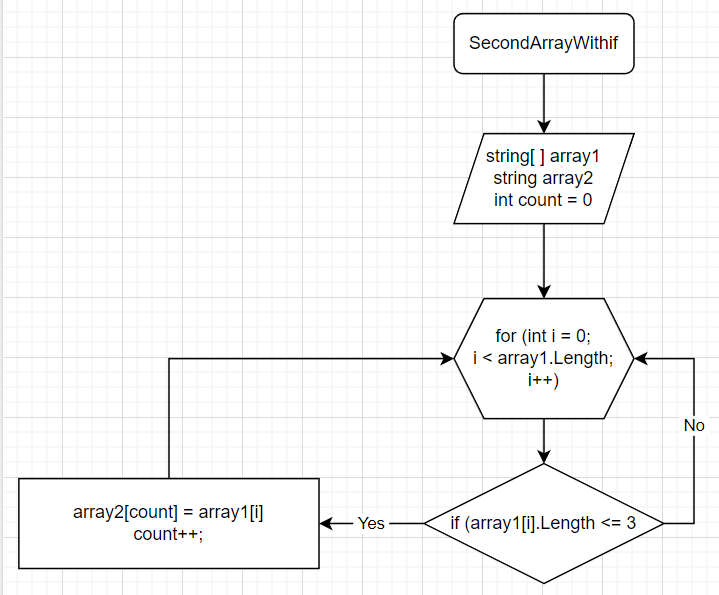 SecondArrayWithif
string[ ] array1
string array2
int count = 0
for (int i = 0;
i < array1.Length;
i++)
No
array2[count] = array1[i]
count++;
Yes
if (array1[i].Length <= 3